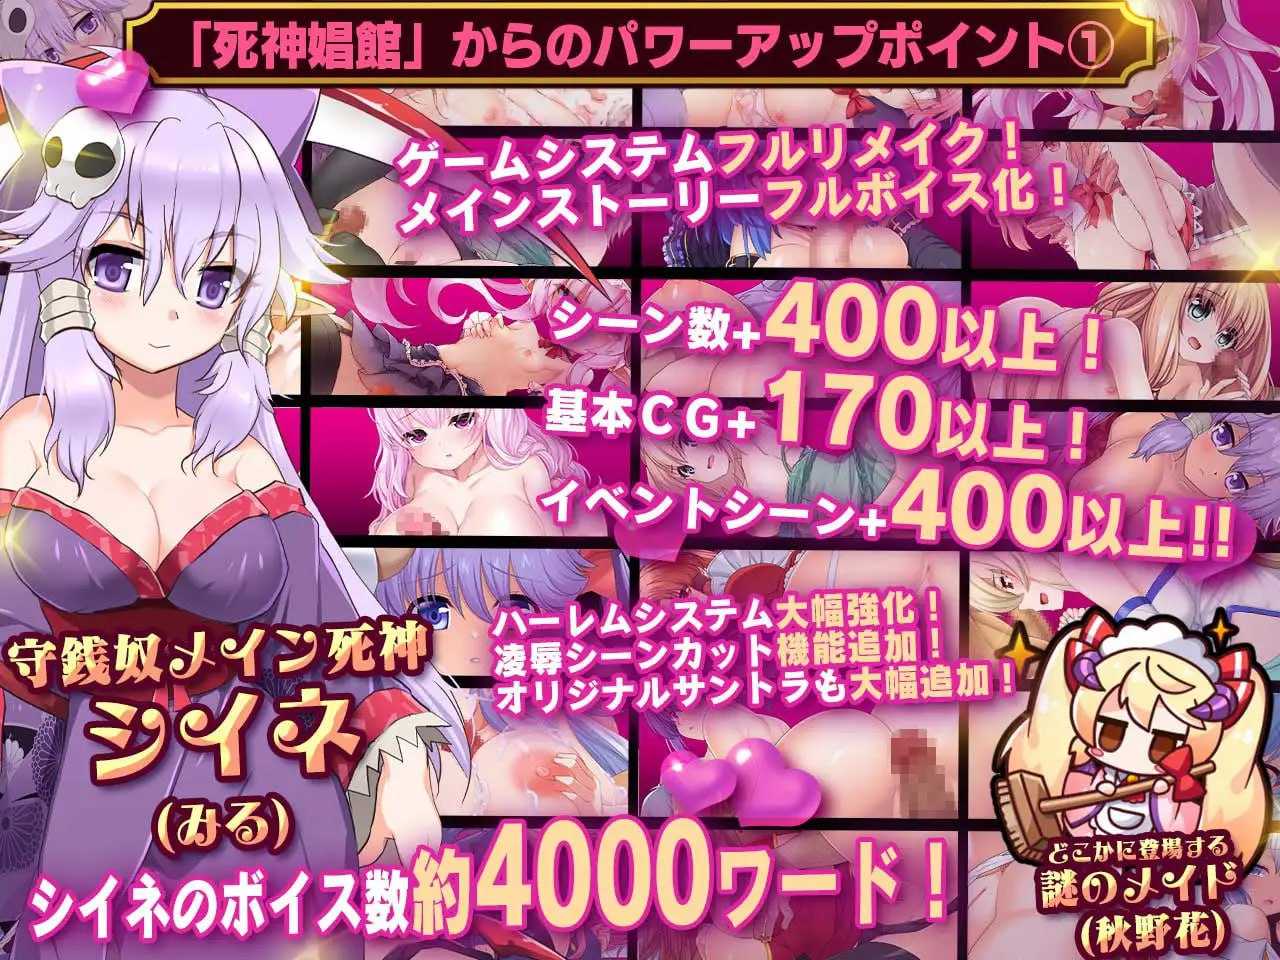 「死神娼館」からのパワーアップポイント①
ゲームシステムフルリメイク！
メインストーリーフルボイス化！
シーン数+400以上！
基本CG+170以上！
イベントシーン+400以上!!
ハーレムシステム大幅強化！
凌辱シーンカット機能追加！
オリジナルサントラも大幅追加！
守銭奴メイン死神
シイネ
(みる)
シイネのボイス数約4000ワード！
どこかに登場する
謎のメイド
(秋野花)